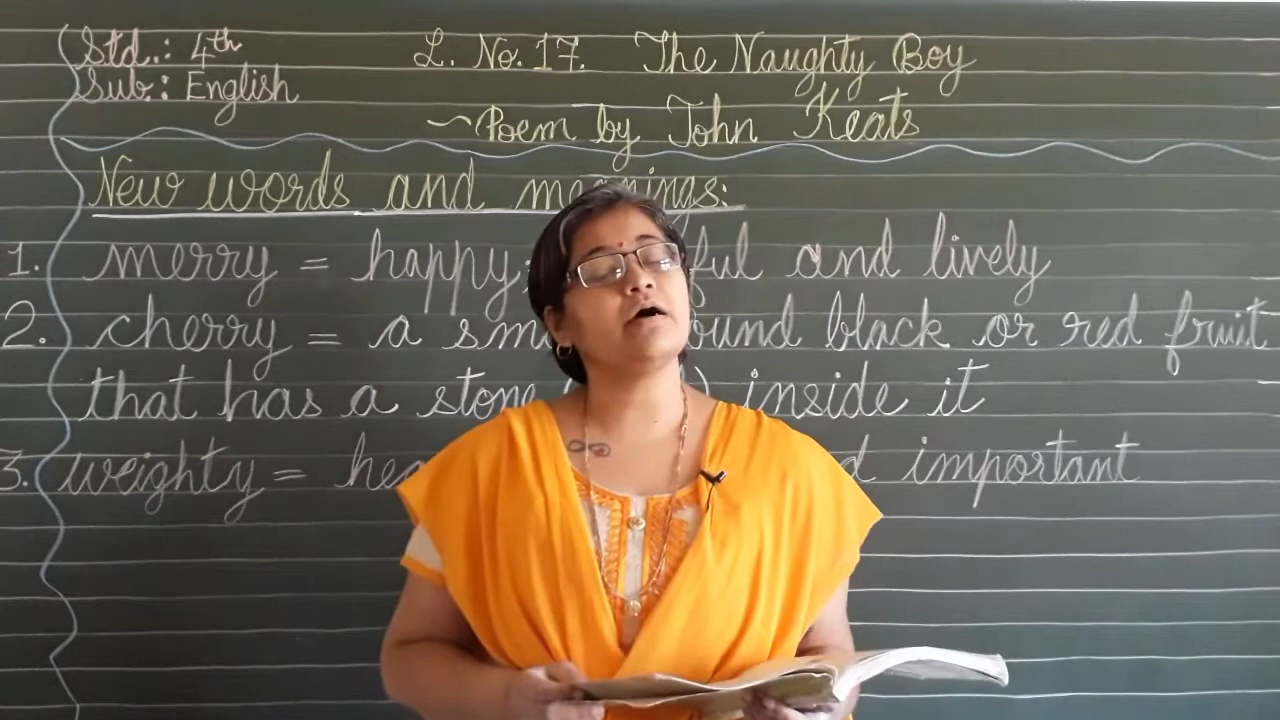 Std.: 4th
Sub.: English
L. No. 17. The Naughty Boy
~ Poem by John Keats
New words and meanings:
1. merry = happy; ful and lively
2. cherry = a sm ound black or red fruit
that has a stone ( ) inside it
3. weighty = hea d important